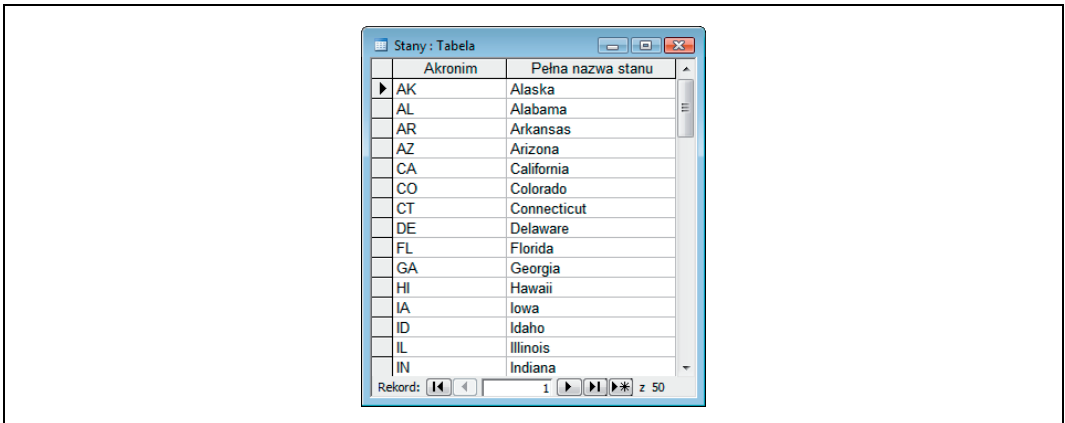 Stany : Tabela
Akronim Pełna nazwa stanu
AK Alaska
AL Alabama
AR Arkansas
AZ Arizona
CA California
CO Colorado
CT Connecticut
DE Delaware
FL Florida
GA Georgia
HI Hawaii
IA Iowa
ID Idaho
IL Illinois
IN Indiana
Rekord: 1 z 50